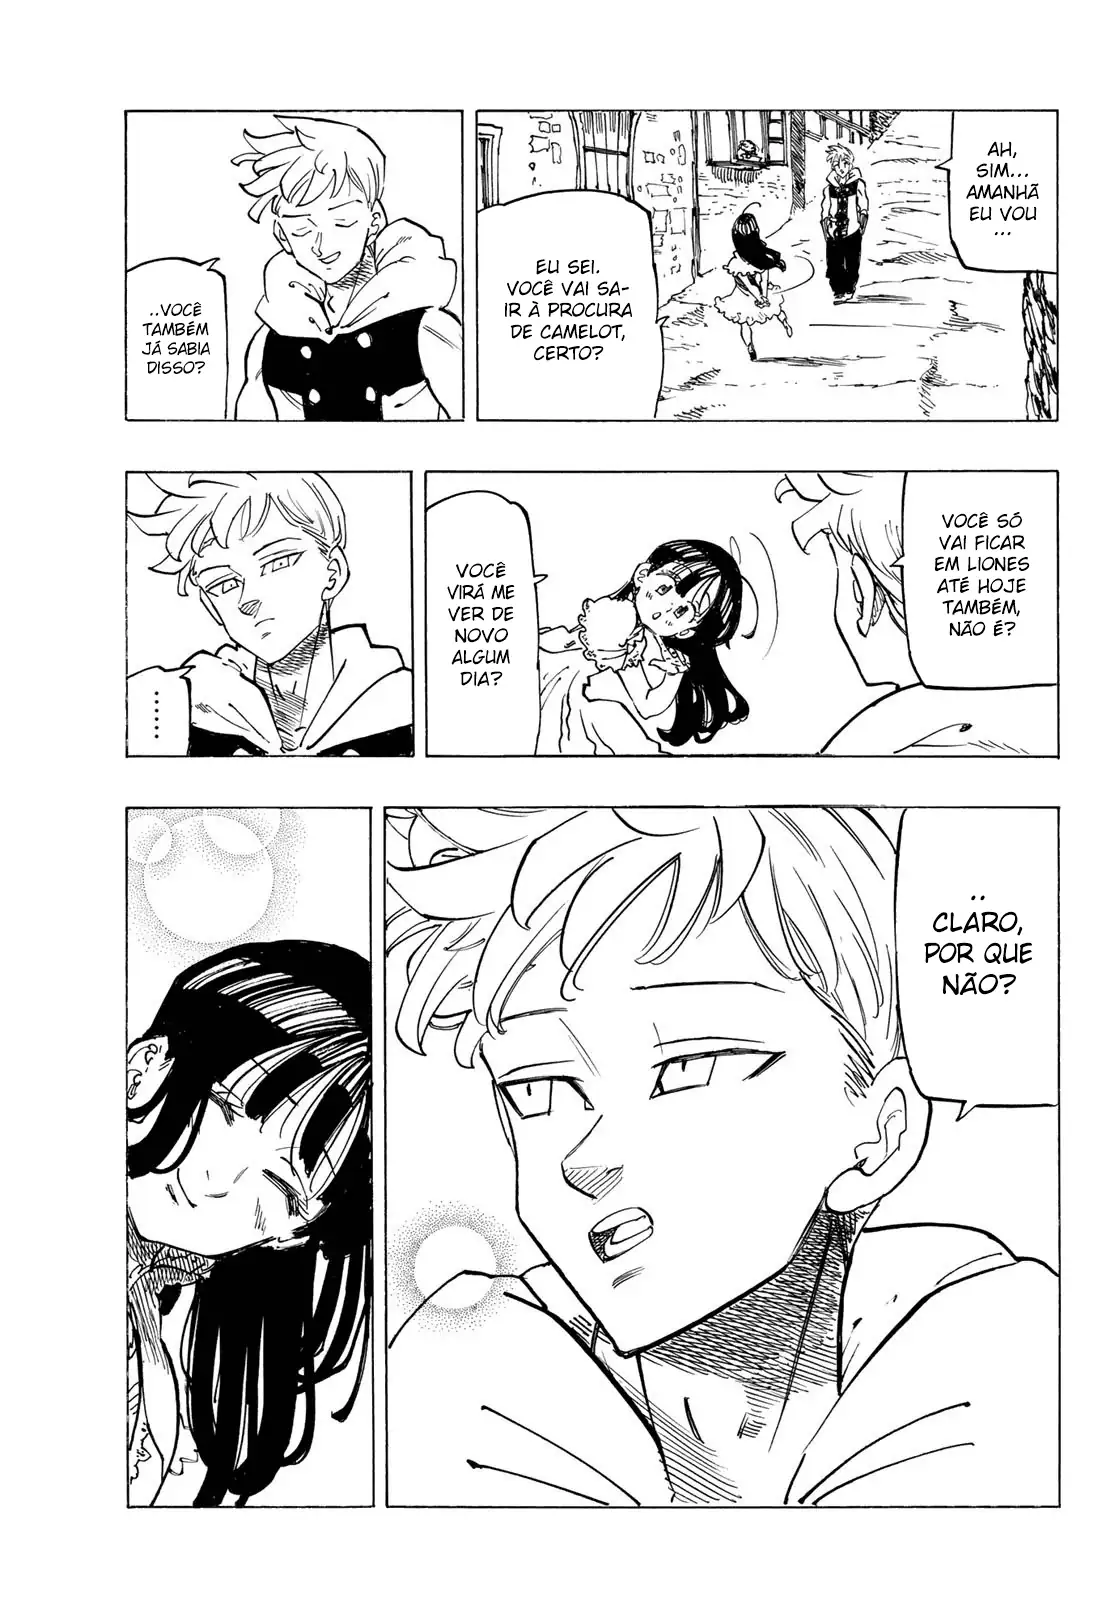 AH,
SIM...
AMANHÃ
EU VOU
...
EU SEI.
VOCÊ VAI SA-
IR À PROCURA
DE CAMELOT,
CERTO?
..VOCÊ
TAMBÉM
JÁ SABIA
DISSO?
VOCÊ SÓ
VAI FICAR
EM LIONES
ATÉ HOJE
TAMBÉM,
NÃO É?
VOCÊ
VIRÁ ME
VER DE
NOVO
ALGUM
DIA?
........
..
CLARO,
POR QUE
NÃO?